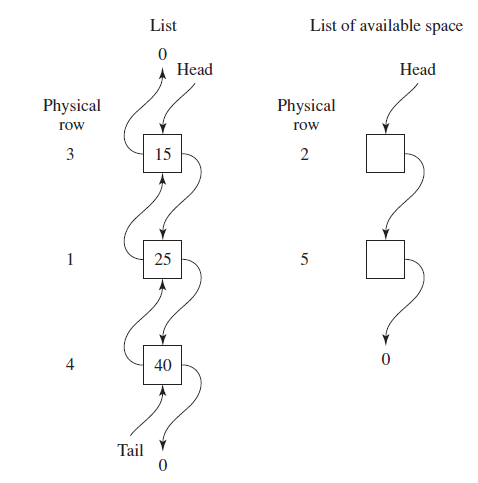 List
List of available space
0
Head
Head
Physical
row
Physical
row
3
15
2
1
25
5
4
40
0
Tail
0